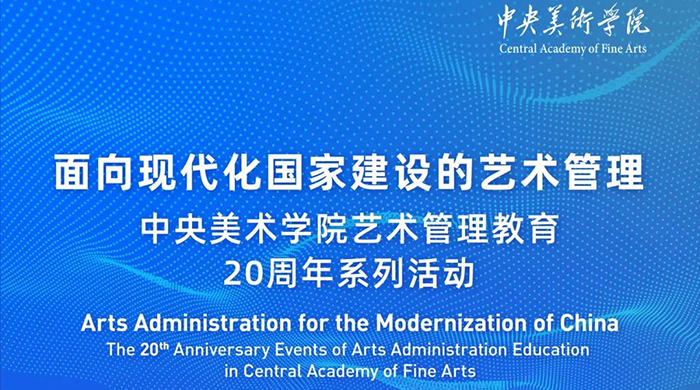 中央美術学院
Central Academy of Fine Arts
面向现代化国家建设的艺术管理
中央美术学院艺术管理教育
20周年系列活动
Arts Administration for the Modernization of China
The 20th Anniversary Events of Arts Administration Education
in Central Academy of Fine Arts